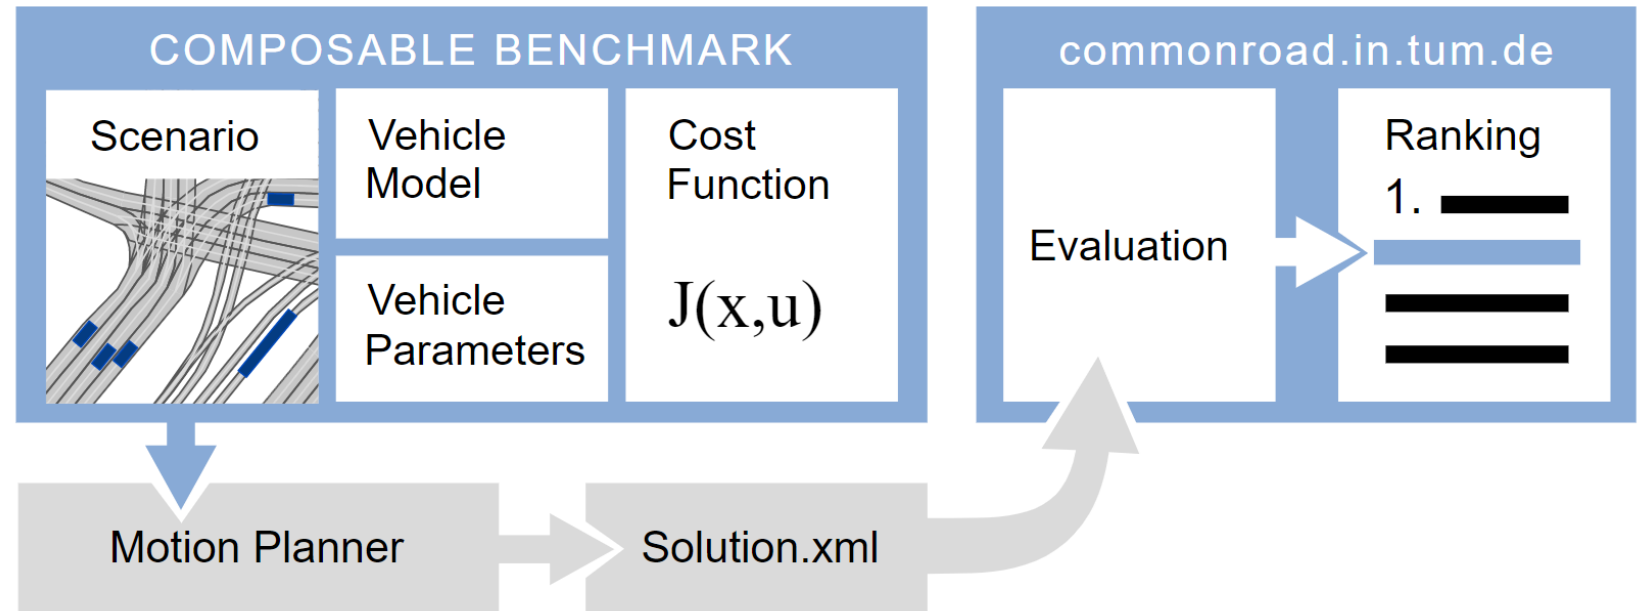 COMPOSABLE BENCHMARK
Scenario
Vehicle
Model
Vehicle
Parameters
Cost
Function
J(x,u)
commonroad.in.tum.de
Evaluation
Ranking
1.
Motion Planner
Solution.xml